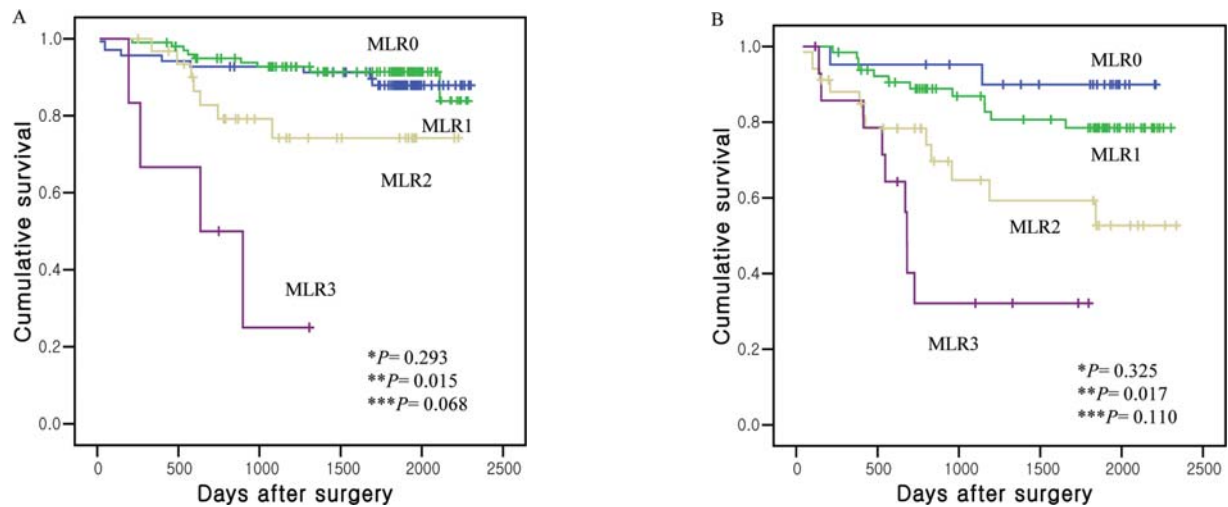 A
Cumulative survival
1.0
0.8
0.6
0.4
0.2
0.0
MLR0
MLR1
MLR2
MLR3
*P= 0.293
**P= 0.015
***P= 0.068
0 500 1000 1500 2000 2500
Days after surgery
B
Cumulative survival
1.0
0.8
0.6
0.4
0.2
0.0
MLR0
MLR1
MLR2
MLR3
*P= 0.325
**P= 0.017
***P= 0.110
0 500 1000 1500 2000 2500
Days after surgery